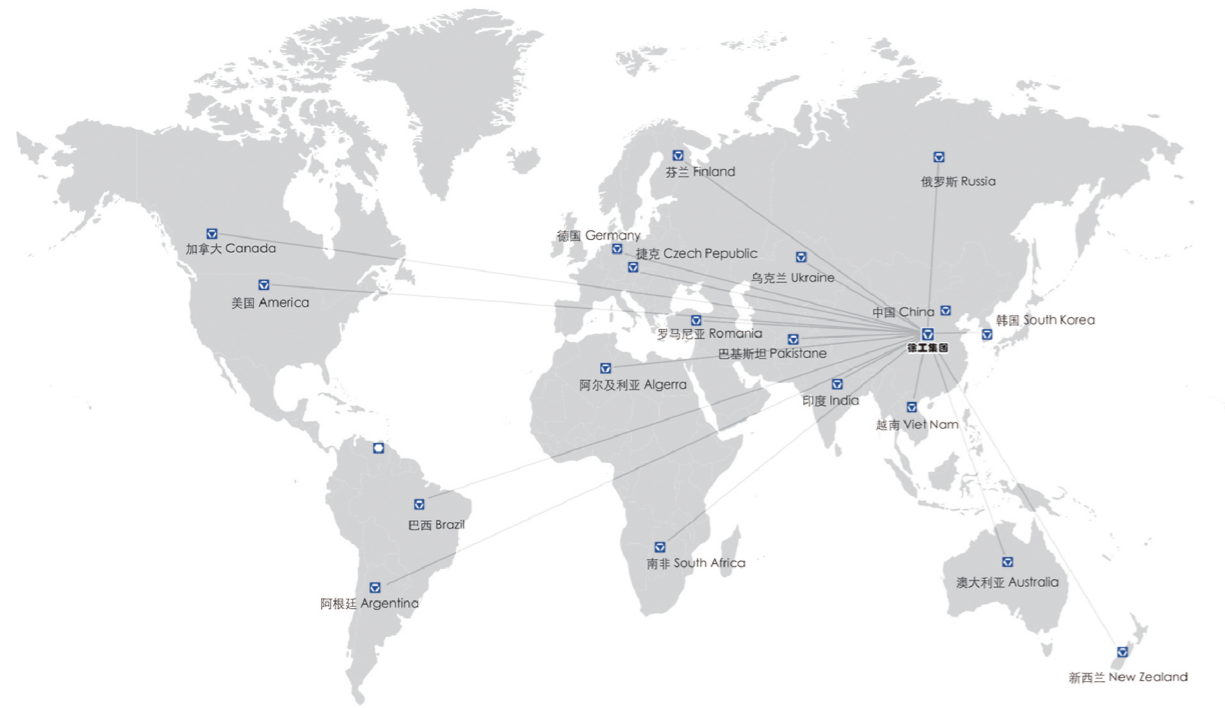 芬兰 Finland
俄罗斯 Russia
德国 Germany
加拿大 Canada
捷克 Czech Pepublic
乌克兰 Ukraine
美国 America
中国 China
韩国 South Korea
罗马尼亚 Romania
徐工集团
巴基斯坦 Pakistane
阿尔及利亚 Algerra
印度 India
越南 Viet Nam
巴西 Brazil
南非 South Africa
澳大利亚 Australia
阿根廷 Argentina
新西兰 New Zealand